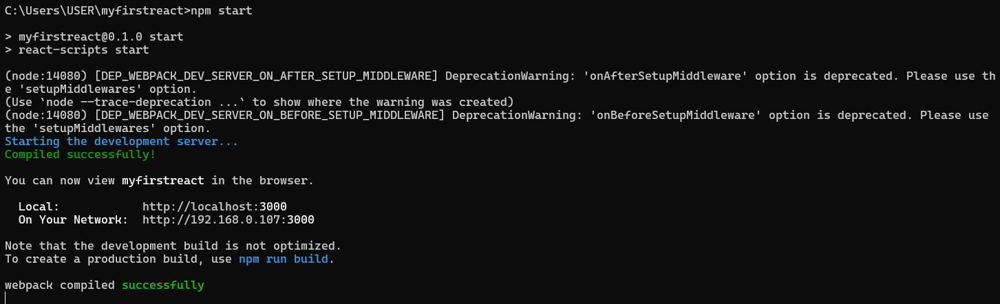 C:\Users\USER\myfirstreact>npm start
> myfirstreact@0.1.0 start
> react-scripts start
(node:14080) [DEP_WEBPACK_DEV_SERVER_ON_AFTER_SETUP_MIDDLEWARE] DeprecationWarning: 'onAfterSetupMiddleware' option is deprecated. Please use th
e 'setupMiddlewares' option.
(Use `node --trace-deprecation ...` to show where the warning was created)
(node:14080) [DEP_WEBPACK_DEV_SERVER_ON_BEFORE_SETUP_MIDDLEWARE] DeprecationWarning: 'onBeforeSetupMiddleware' option is deprecated. Please use
the 'setupMiddlewares' option.
Starting the development server...
Compiled successfully!
You can now view myfirstreact in the browser.
Local: http://localhost:3000
On Your Network: http://192.168.0.107:3000
Note that the development build is not optimized.
To create a production build, use npm run build.
webpack compiled successfully